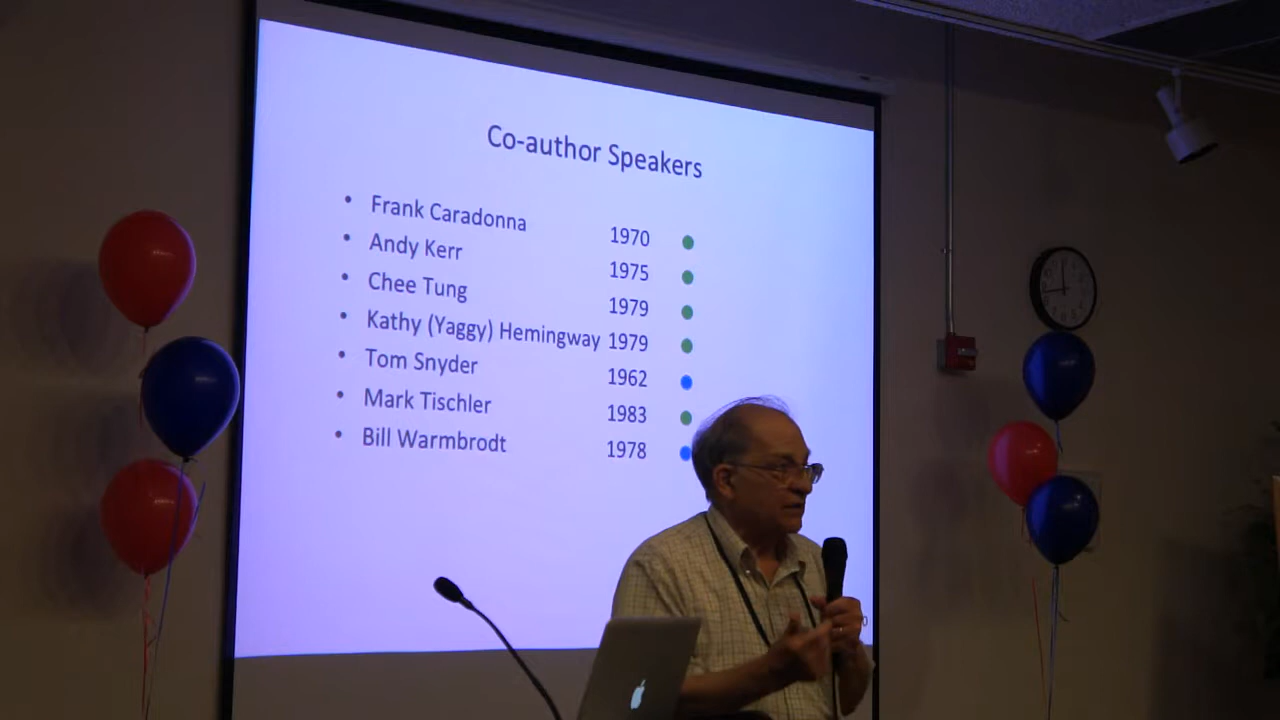 Co-author Speakers
• Frank Caradonna 1970
• Andy Kerr 1975
• Chee Tung 1979
• Kathy (Yaggy) Hemingway 1979
• Tom Snyder 1962
• Mark Tischler 1983
• Bill Warmbrodt 1978